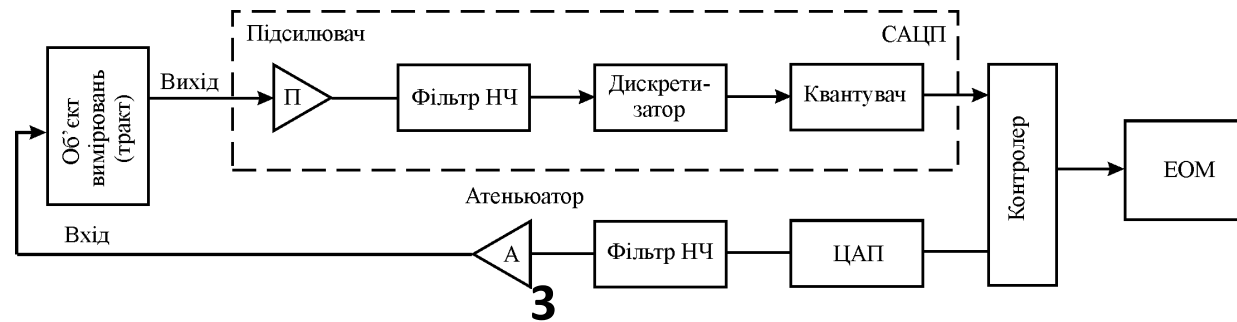 Підсилювач
САЦП
Об’єкт
вимірювань
(тракт)
Вихід
П
Фільтр НЧ
Дискрети-
затор
Квантувач
Контролер
ЕОМ
Атеньюатор
Вхід
А
Фільтр НЧ
ЦАП
3